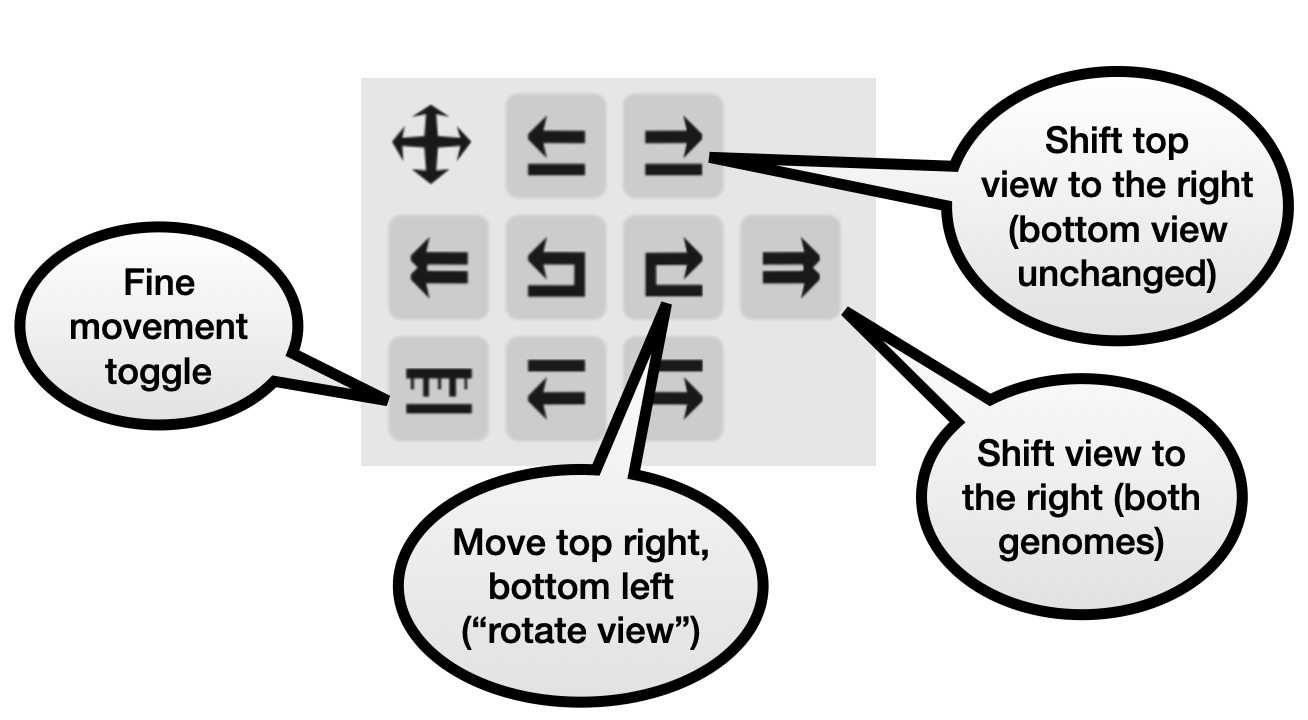 Shift top
view to the right
(bottom view
unchanged)
Fine
movement
toggle
Shift view to
the right (both
genomes)
Move top right,
bottom left
(“rotate view”)